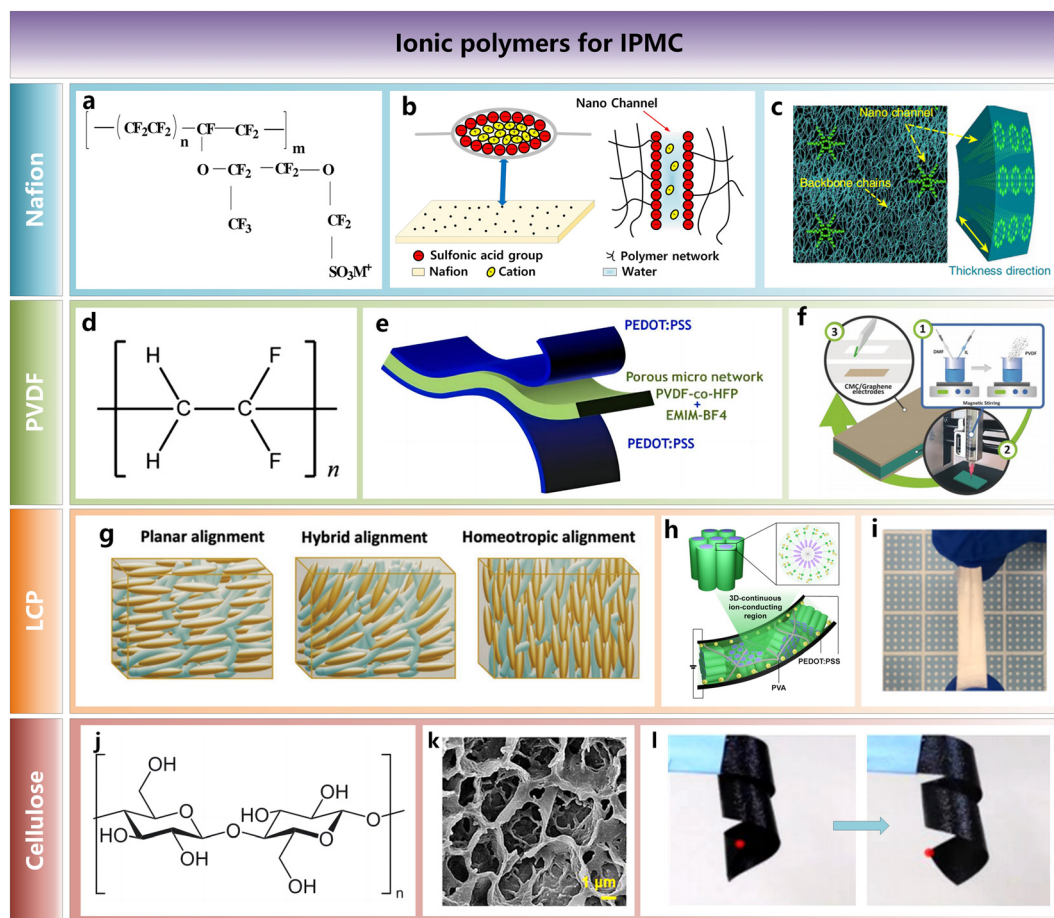 Ionic polymers for IPMC
Nafion
a
CF₂CF₂
n
CF
CF₂
m
O
CF₂
CF₂
O
CF₃
CF₂
SO₃M⁺
b
Nano Channel
Sulfonic acid group
Nafion
Cation
Polymer network
Water
c
Nano channel
Backbone chains
Thickness direction
PVDF
d
H
F
C
C
H
F
n
e
PEDOT:PSS
Porous micro network
PVDF-co-HFP
+
EMIM-BF4
PEDOT:PSS
f
3
CMC/Graphene
electrodes
1
DMF
IL
PVDF
Magnetic Stirring
2
LCP
g
Planar alignment
Hybrid alignment
Homeotropic alignment
h
3D-continuous
ion-conducting
region
PEDOT:PSS
PVA
i
Cellulose
j
OH
O
HO
OH
O
HO
OH
O
O
OH
n
k
1 μm
l